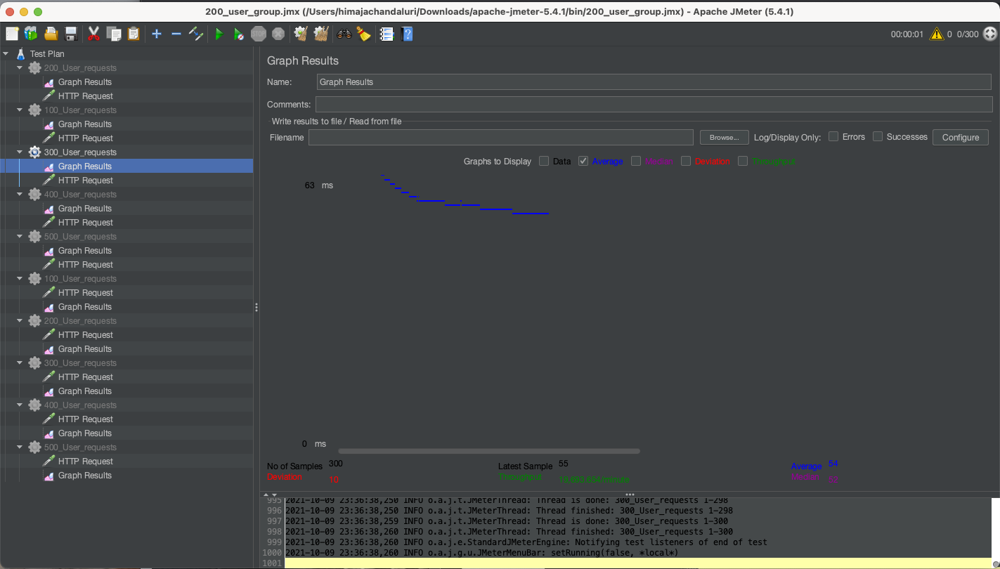 200_user_group.jmx (/Users/himajachandaluri/Downloads/apache-jmeter-5.4.1/bin/200_user_group.jmx) - Apache JMeter (5.4.1)
STOP
?
00:00:01 0 0/300
Test Plan
200_User_requests
Graph Results
HTTP Request
100_User_requests
Graph Results
HTTP Request
300_User_requests
Graph Results
HTTP Request
400_User_requests
Graph Results
HTTP Request
500_User_requests
Graph Results
HTTP Request
100_User_requests
HTTP Request
Graph Results
200_User_requests
HTTP Request
Graph Results
300_User_requests
HTTP Request
Graph Results
400_User_requests
HTTP Request
Graph Results
500_User_requests
HTTP Request
Graph Results
Graph Results
Name: Graph Results
Comments:
Write results to file / Read from file
Filename Browse... Log/Display Only: Errors Successes Configure
Graphs to Display Data Average Median Deviation Throughput
63 ms
0 ms
No of Samples 300 Latest Sample 55 Average 54
Deviation 10 Throughput 19,693.654/minute Median
995 2021-10-09 23:36:38,250 INFO o.a.j.t.JMeterThread: Thread is done: 300_User_requests 1-298
996 2021-10-09 23:36:38,250 INFO o.a.j.t.JMeterThread: Thread finished: 300_User_requests 1-298
997 2021-10-09 23:36:38,259 INFO o.a.j.t.JMeterThread: Thread is done: 300_User_requests 1-300
998 2021-10-09 23:36:38,260 INFO o.a.j.t.JMeterThread: Thread finished: 300_User_requests 1-300
999 2021-10-09 23:36:38,260 INFO o.a.j.e.StandardJMeterEngine: Notifying test listeners of end of test
1000 2021-10-09 23:36:38,260 INFO o.a.j.g.u.JMeterMenuBar: setRunning(false, *local*)
1001